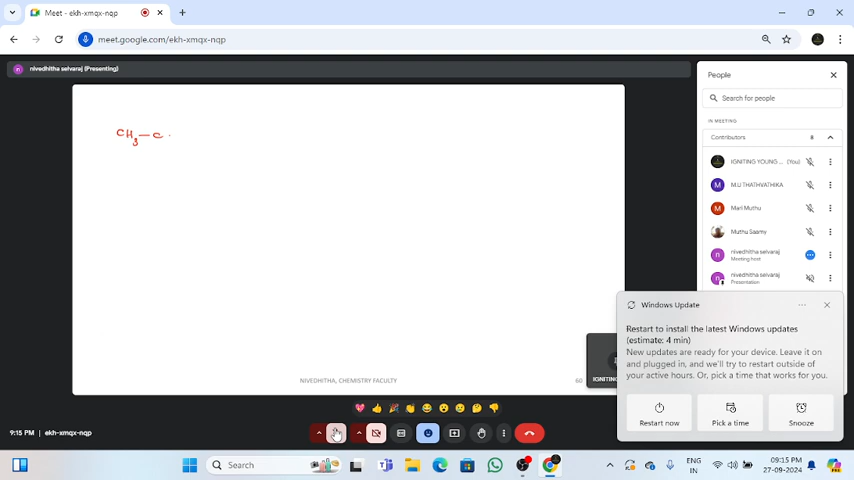 Meet - ekh-xmqx-nqp
meet.google.com/ekh-xmqx-nqp
nivedhitha selvaraj (Presenting)
CH3—C
NIVEDHITHA, CHEMISTRY FACULTY
60
People
Search for people
IN MEETING
Contributors 8
IGNITING YOUNG ... (You)
M.U THATHVATHIKA
Mari Muthu
Muthu Saamy
nivedhitha selvaraj
Meeting host
nivedhitha selvaraj
Presentation
IGNITIN
Windows Update
Restart to install the latest Windows updates
(estimate: 4 min)
New updates are ready for your device. Leave it on
and plugged in, and we'll try to restart outside of
your active hours. Or, pick a time that works for you.
Restart now
Pick a time
Snooze
9:15 PM | ekh-xmqx-nqp
Search
ENG
IN
09:15 PM
27-09-2024